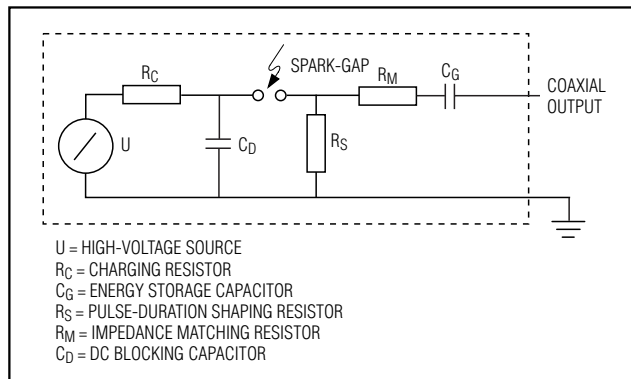 SPARK-GAP
R_C
R_M
C_G
COAXIAL
OUTPUT
U
C_D
R_S
U = HIGH-VOLTAGE SOURCE
R_C = CHARGING RESISTOR
C_G = ENERGY STORAGE CAPACITOR
R_S = PULSE-DURATION SHAPING RESISTOR
R_M = IMPEDANCE MATCHING RESISTOR
C_D = DC BLOCKING CAPACITOR